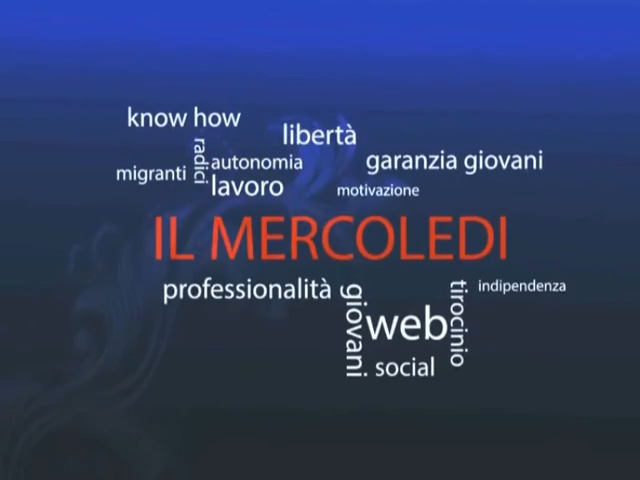 know how
libertà
radici
autonomia
garanzia giovani
migranti
lavoro
motivazione
IL MERCOLEDI
professionalità
giovani.
web
tirocinio
indipendenza
social